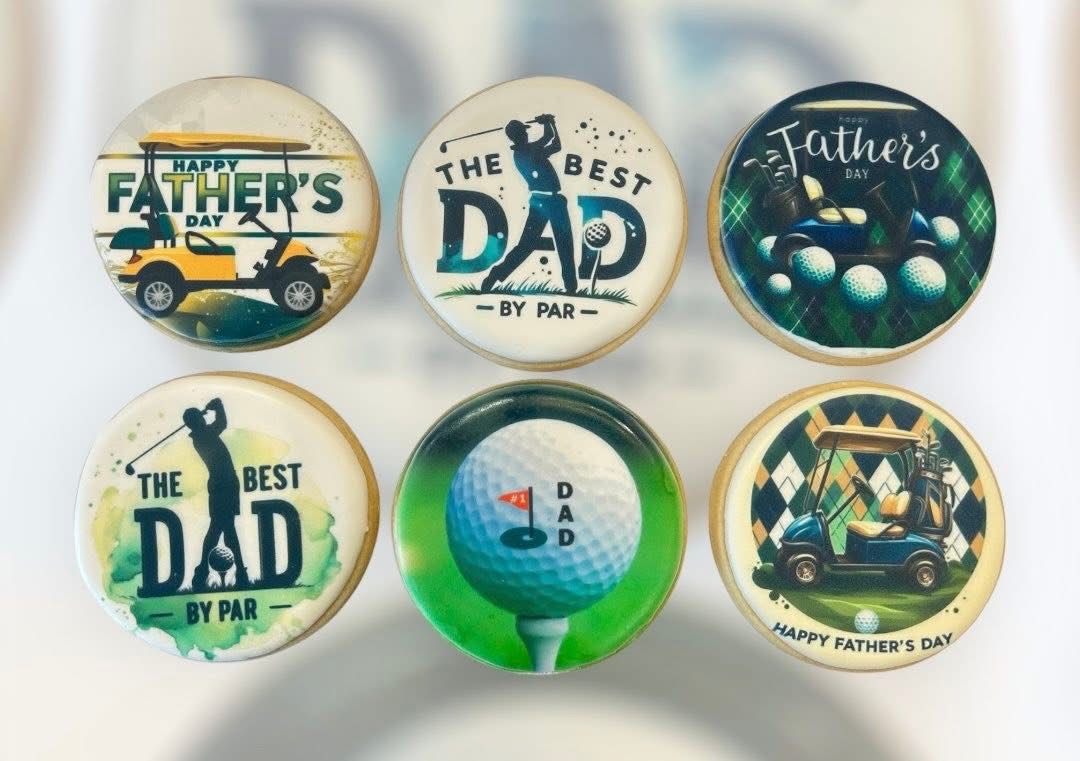 HAPPY
FATHER'S
DAY
THE BEST
DAD
BY PAR
happy
Father's
DAY
THE BEST
DAD
BY PAR
#1
D
A
D
HAPPY FATHER'S DAY